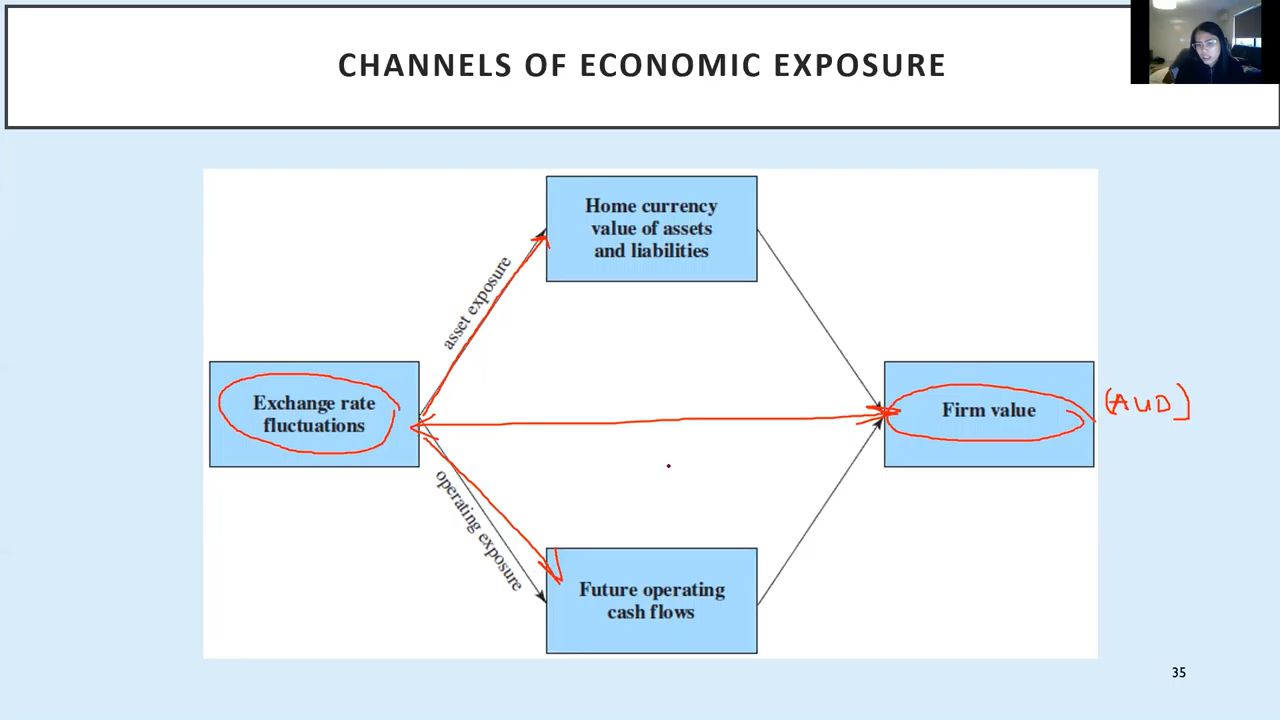 CHANNELS OF ECONOMIC EXPOSURE
Home currency
value of assets
and liabilities
asset exposure
Exchange rate
fluctuations
Firm value
(AUD)
operating exposure
Future operating
cash flows
35